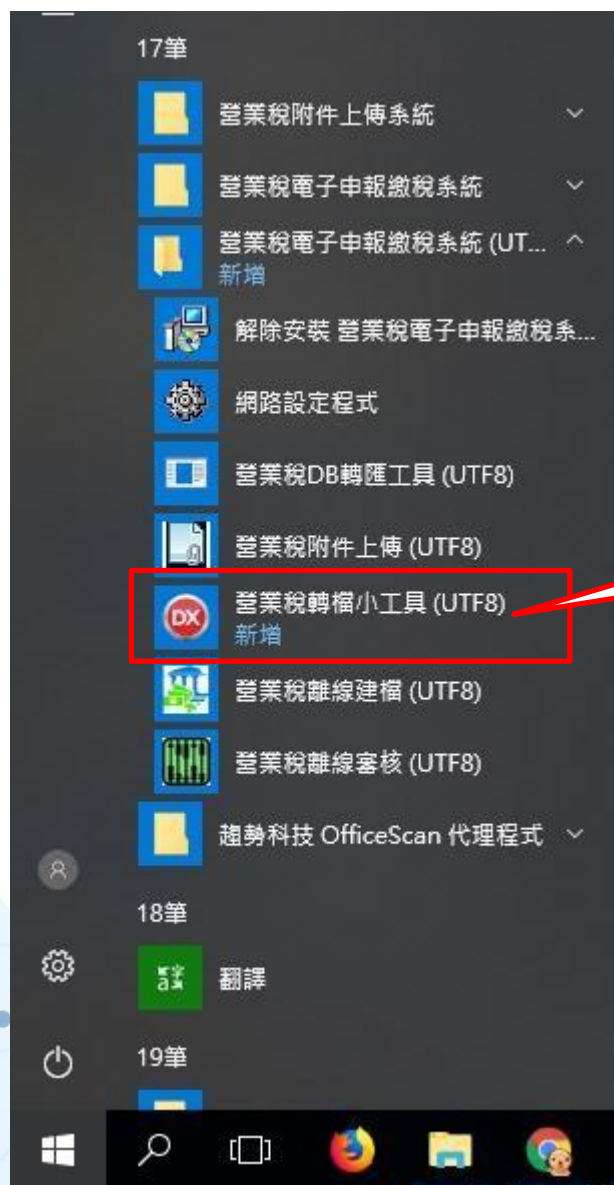 17筆
營業稅附件上傳系統
營業稅電子申報繳稅系統
營業稅電子申報繳稅系統 (UT...
新增
解除安裝 營業稅電子申報繳稅系...
網路設定程式
營業稅DB轉匯工具 (UTF8)
營業稅附件上傳 (UTF8)
DX
營業稅轉檔小工具 (UTF8)
新增
營業稅離線建檔 (UTF8)
營業稅離線審核 (UTF8)
趨勢科技 OfficeScan 代理程式
18筆
翻譯
19筆